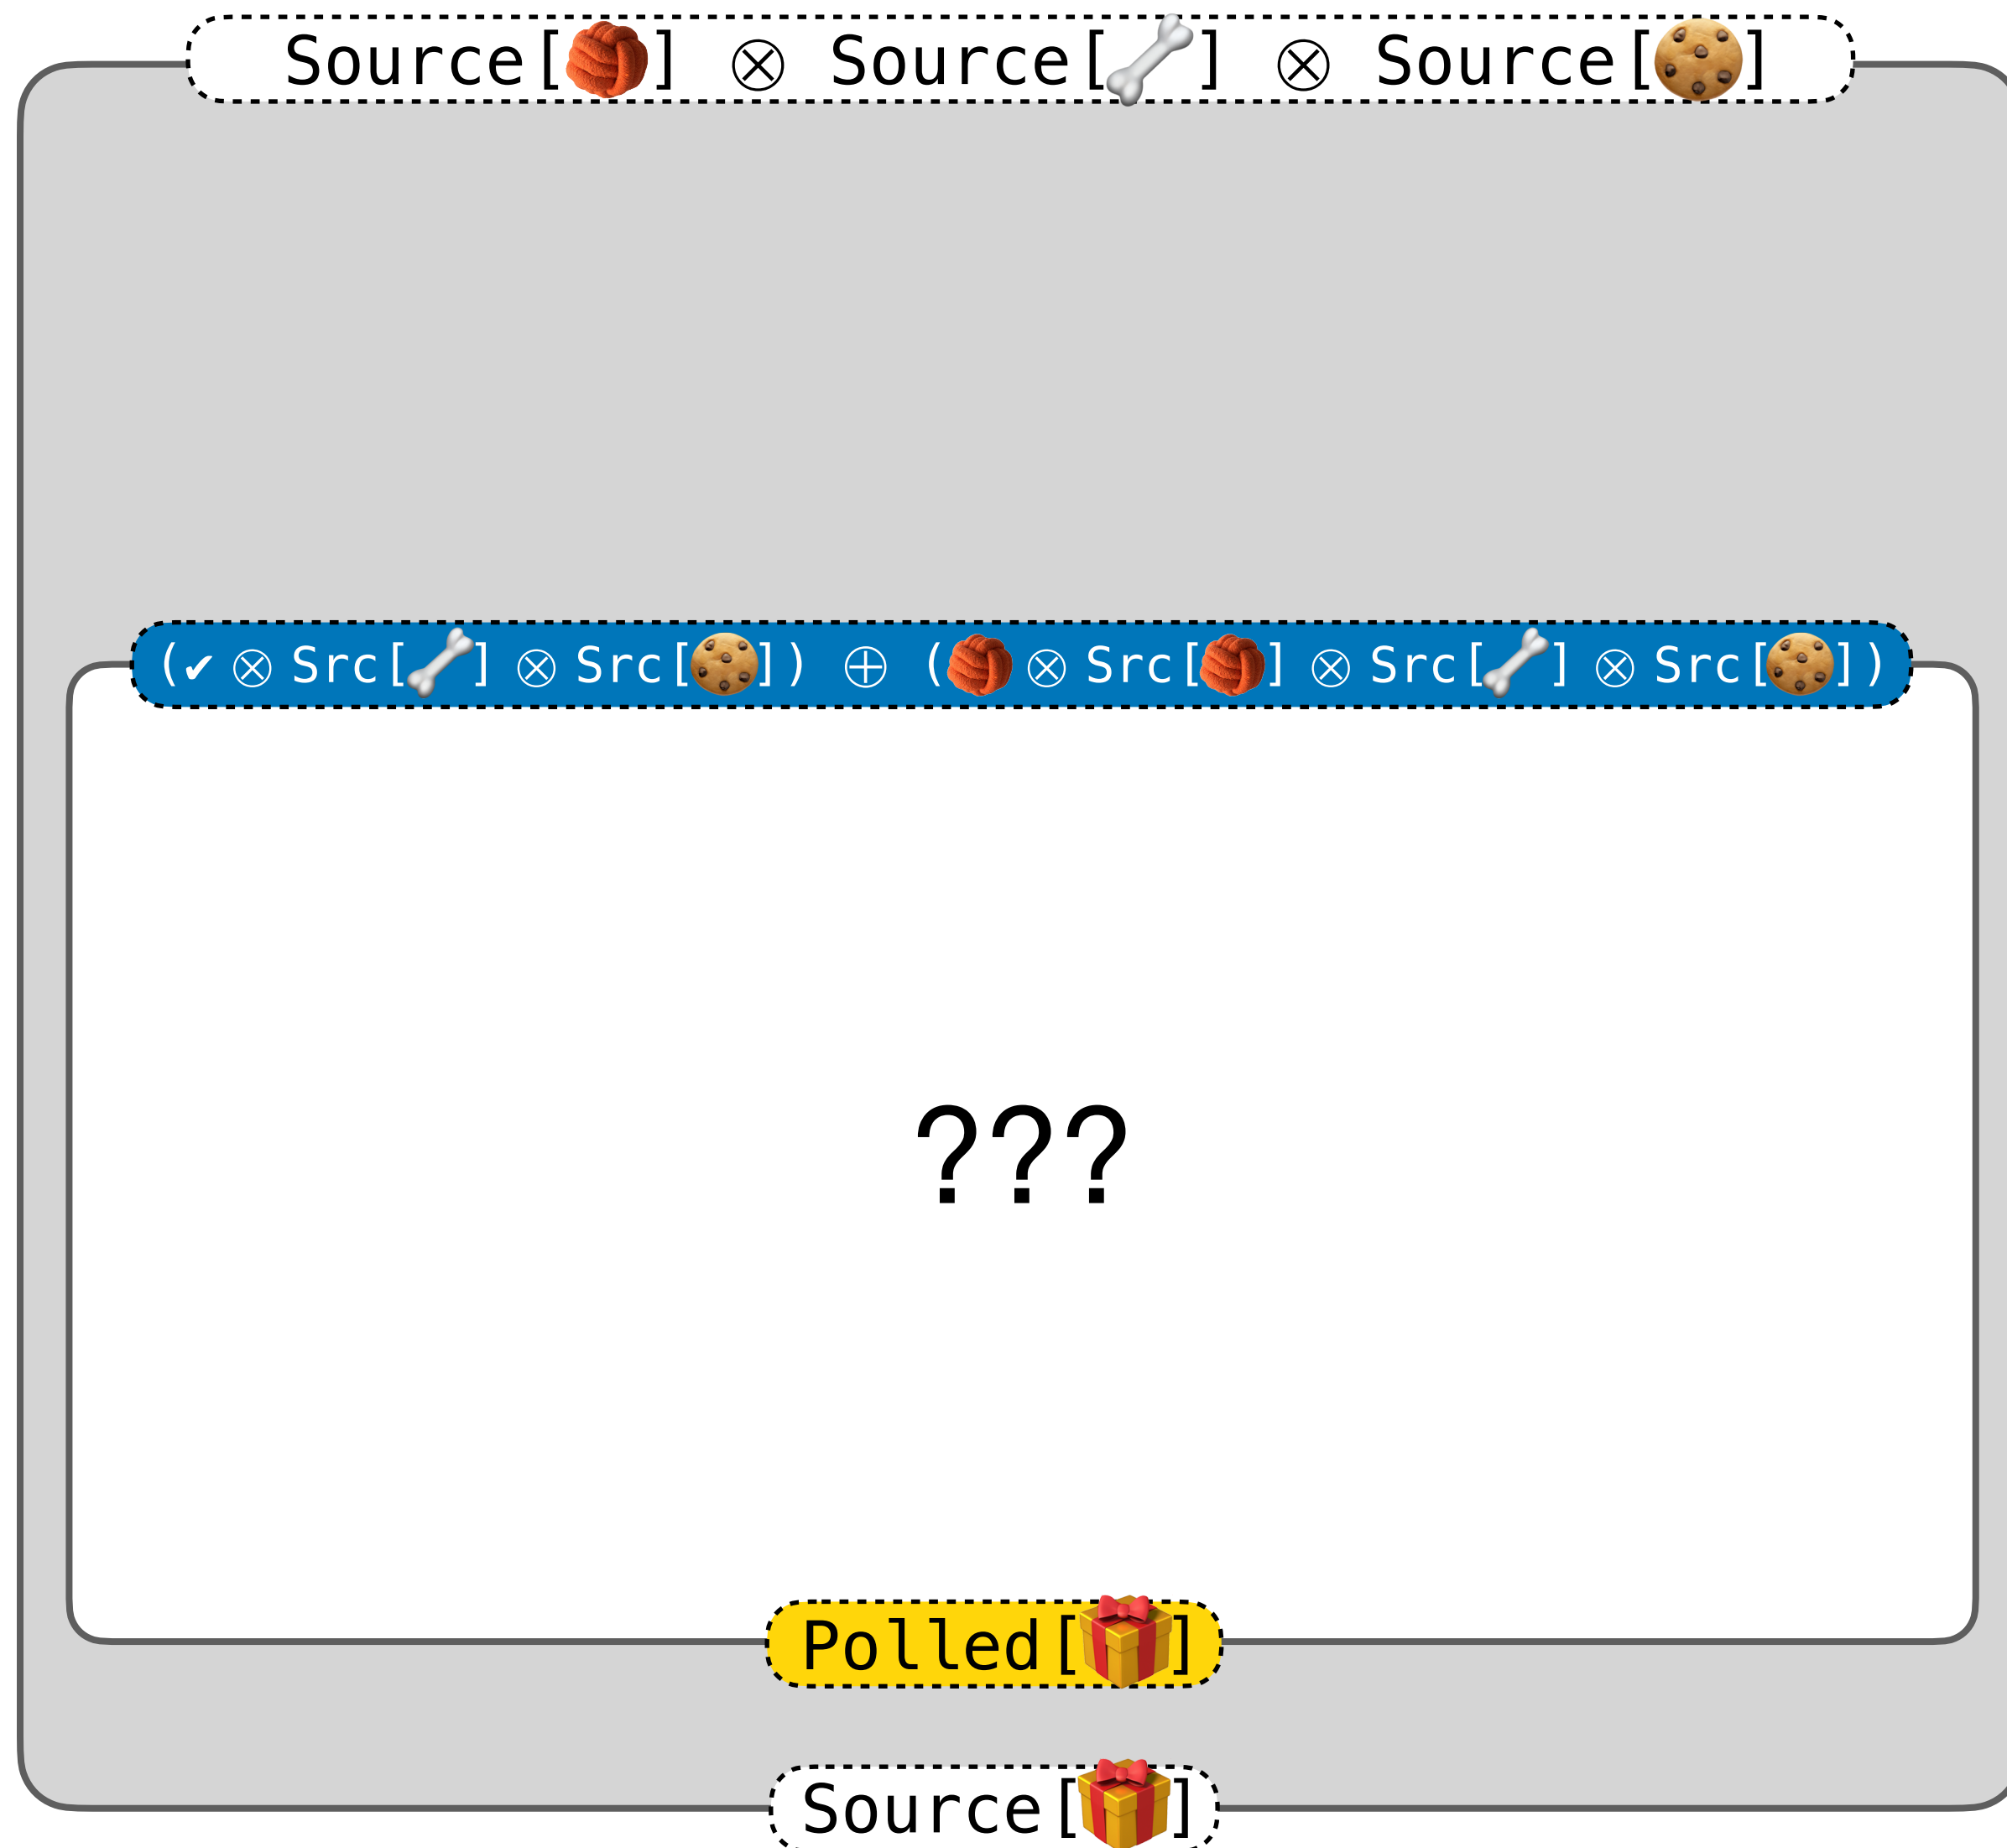 Source[🧶] ⊗ Source[🦴] ⊗ Source[🍪]
(✔ ⊗ Src[🦴] ⊗ Src[🍪]) ⊕ (🧶 ⊗ Src[🧶] ⊗ Src[🦴] ⊗ Src[🍪])
???
Polled[🎁]
Source[🎁]